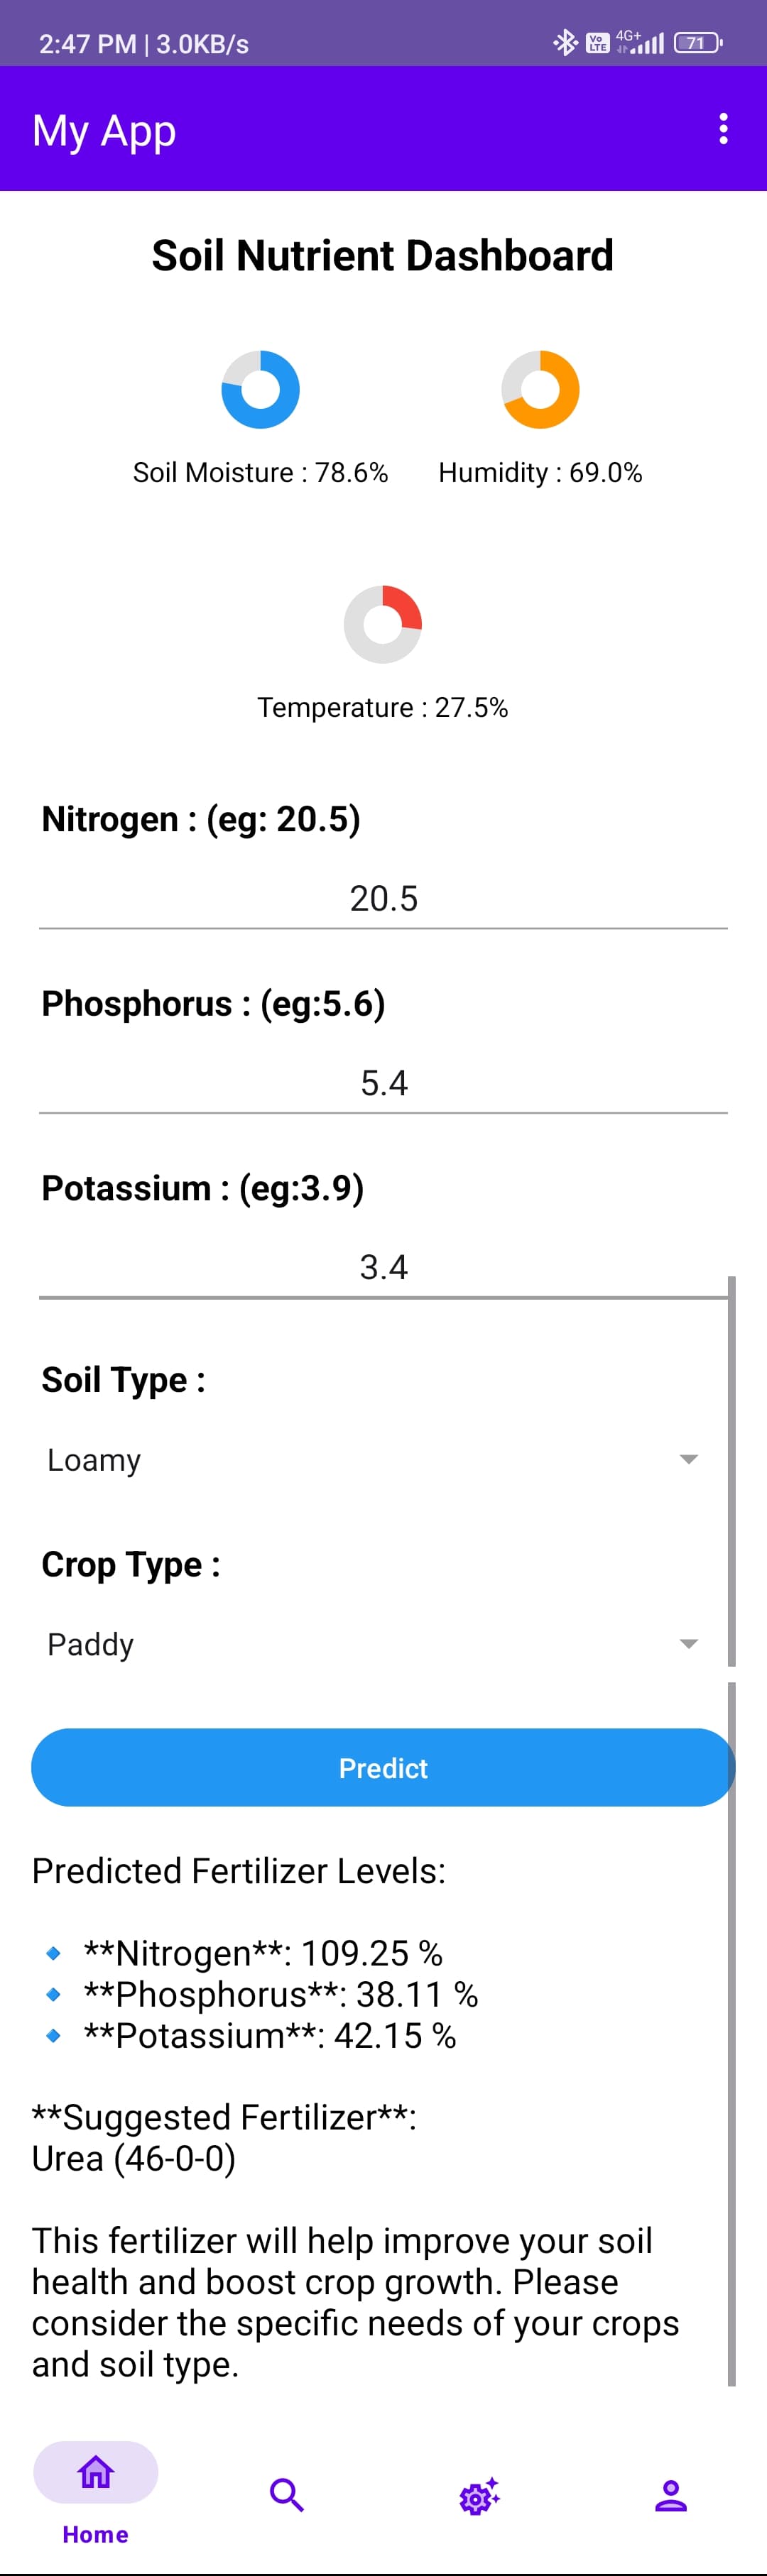 2:47 PM | 3.0KB/s
Vo LTE 4G+ 71
My App
Soil Nutrient Dashboard
Soil Moisture : 78.6% Humidity : 69.0%
Temperature : 27.5%
Nitrogen : (eg: 20.5)
20.5
Phosphorus : (eg:5.6)
5.4
Potassium : (eg:3.9)
3.4
Soil Type :
Loamy
Crop Type :
Paddy
Predict
Predicted Fertilizer Levels:
🔹 **Nitrogen**: 109.25 %
🔹 **Phosphorus**: 38.11 %
🔹 **Potassium**: 42.15 %
**Suggested Fertilizer**:
Urea (46-0-0)
This fertilizer will help improve your soil
health and boost crop growth. Please
consider the specific needs of your crops
and soil type.
Home